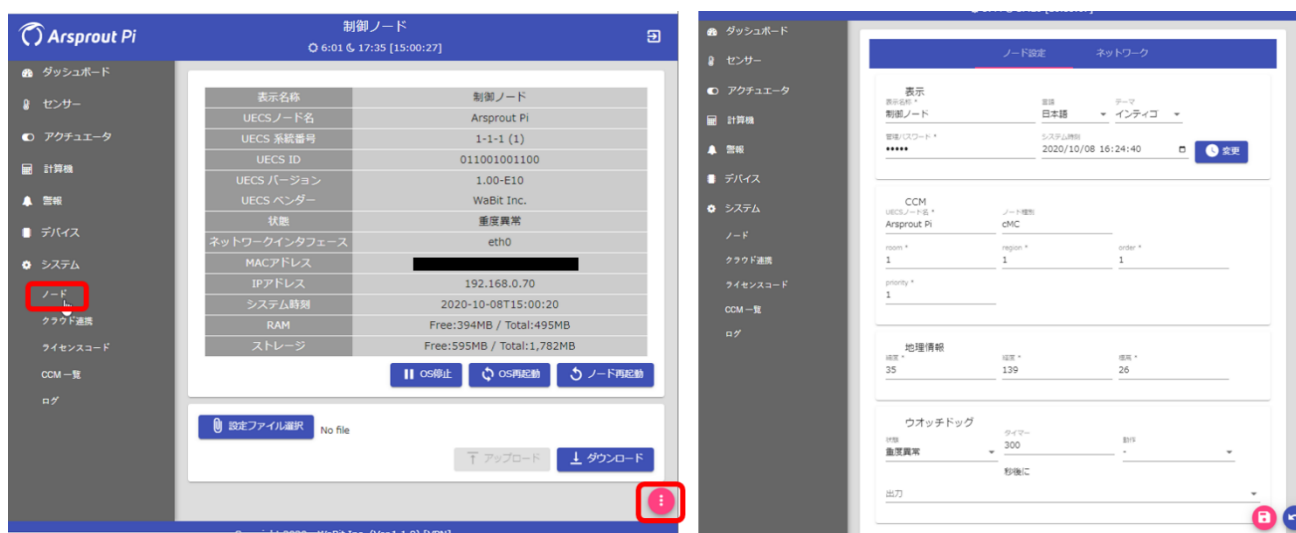 Arsprout Pi
制御ノード
6:01 17:35 [15:00:27]
ダッシュボード
センサー
アクチュエータ
計算機
警報
デバイス
システム
ノード
クラウド連携
ライセンスコード
CCM 一覧
ログ
表示名称 制御ノード
UECSノード名 Arsprout Pi
UECS 系統番号 1-1-1 (1)
UECS ID 011001001100
UECS バージョン 1.00-E10
UECS ベンダー WaBit Inc.
状態 重度異常
ネットワークインタフェース eth0
MACアドレス
IPアドレス 192.168.0.70
システム時刻 2020-10-08T15:00:20
RAM Free:394MB / Total:495MB
ストレージ Free:595MB / Total:1,782MB
OS停止 OS再起動 ノード再起動
設定ファイル選択 No file
アップロード ダウンロード
ダッシュボード
センサー
アクチュエータ
計算機
警報
デバイス
システム
ノード
クラウド連携
ライセンスコード
CCM 一覧
ログ
ノード設定 ネットワーク
表示
表示名称 * 言語 テーマ
制御ノード 日本語 インディゴ
管理パスワード * システム時刻
••••• 2020/10/08 16:24:40 変更
CCM
UECSノード名 * ノード種別
Arsprout Pi cMC
room * region * order *
1 1 1
priority *
1
地理情報
緯度 * 経度 * 標高 *
35 139 26
ウオッチドッグ
状態 タイマー 動作
重度異常 300 -
秒後に
出力